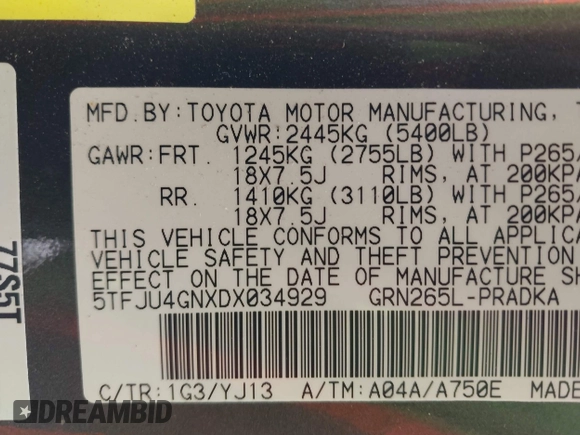 MFD.BY:TOYOTA MOTOR MANUFACTURING,
GVWR:2445KG (5400LB)
GAWR:FRT. 1245KG (2755LB) WITH P265/
18X7.5J RIMS, AT 200KPA
RR. 1410KG (3110LB) WITH P265/
18X7.5J RIMS, AT 200KPA
THIS VEHICLE CONFORMS TO ALL APPLICA
VEHICLE SAFETY AND THEFT PREVENTION
ON THE DATE OF MANUFACTURE SH
5TFJU4GNXDX034929 GRN265L-PRADKA
C/TR:1G3/YJ13 A/TM:A04A/A750E MADE
77S5T
DREAMBID